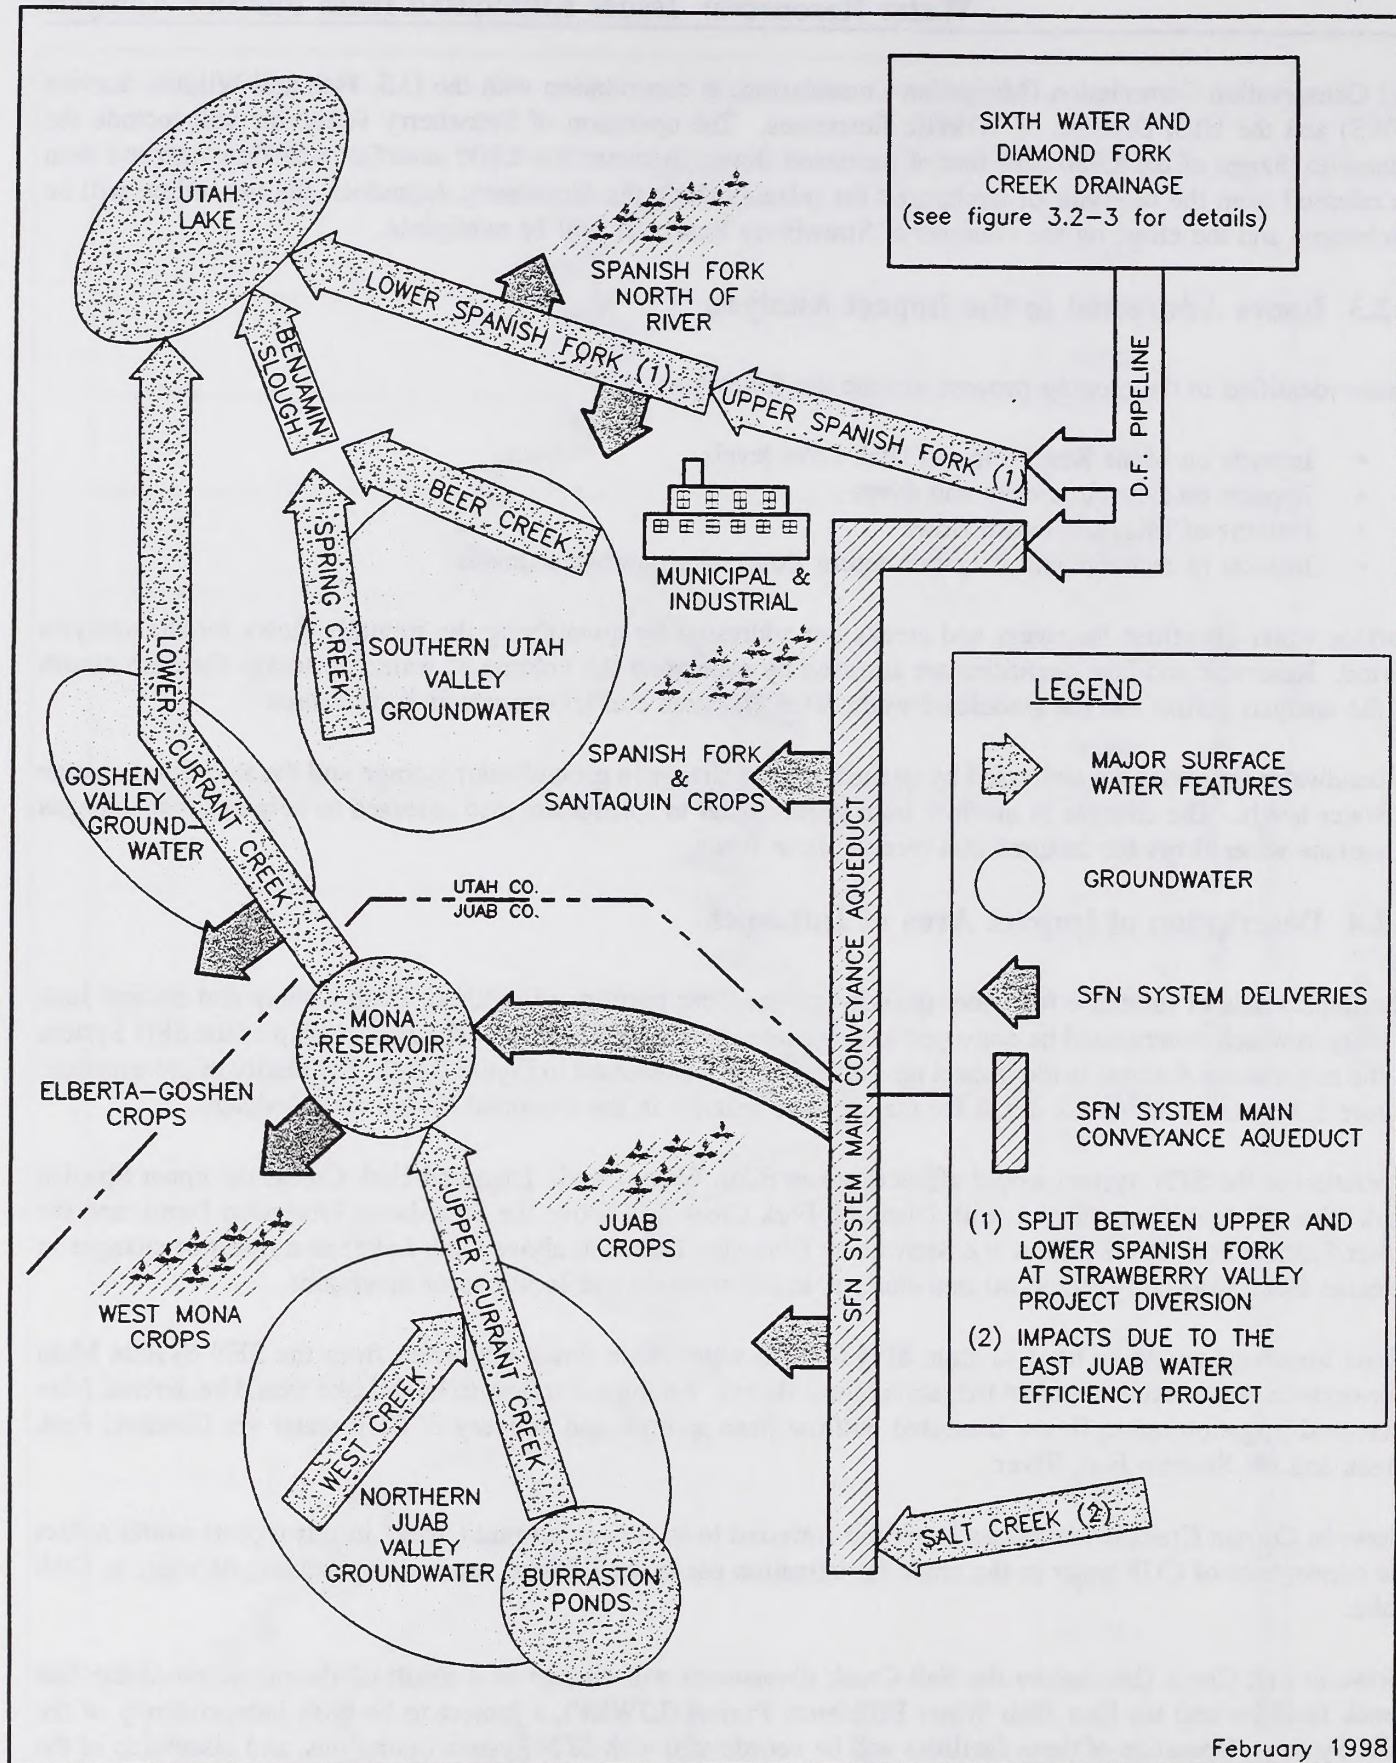 SIXTH WATER AND
DIAMOND FORK
CREEK DRAINAGE
(see figure 3.2-3 for details)
UTAH
LAKE
SPANISH FORK
NORTH OF
RIVER
LOWER SPANISH FORK (1)
BENJAMIN
SLOUGH
UPPER SPANISH FORK (1)
D.F. PIPELINE
BEER CREEK
SPRING CREEK
MUNICIPAL &
INDUSTRIAL
SOUTHERN UTAH
VALLEY
GROUNDWATER
LOWER
CURRANT CREEK
GOSHEN
VALLEY
GROUND-
WATER
SPANISH FORK
&
SANTAQUIN CROPS
UTAH CO.
JUAB CO.
SFN SYSTEM MAIN CONVEYANCE AQUEDUCT
MONA
RESERVOIR
ELBERTA-GOSHEN
CROPS
UPPER CURRANT CREEK
JUAB
CROPS
WEST MONA
CROPS
WEST CREEK
NORTHERN
JUAB
VALLEY
GROUNDWATER
BURRASTON
PONDS
SALT CREEK (2)
LEGEND
MAJOR SURFACE
WATER FEATURES
GROUNDWATER
SFN SYSTEM DELIVERIES
SFN SYSTEM MAIN
CONVEYANCE AQUEDUCT
(1) SPLIT BETWEEN UPPER AND
LOWER SPANISH FORK
AT STRAWBERRY VALLEY
PROJECT DIVERSION
(2) IMPACTS DUE TO THE
EAST JUAB WATER
EFFICIENCY PROJECT
February 1998